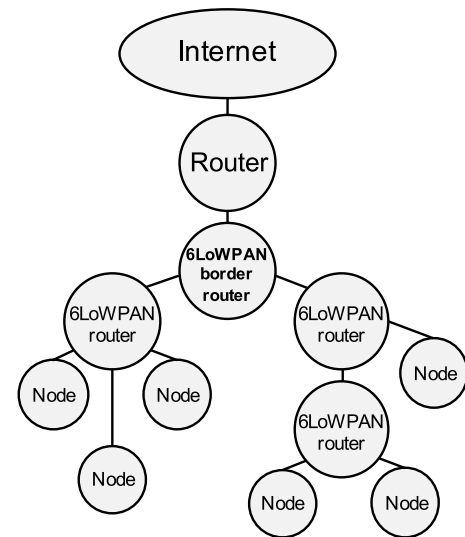 Internet
Router
6LoWPAN
border
router
6LoWPAN
router
6LoWPAN
router
Node
Node
Node
Node
6LoWPAN
router
Node
Node